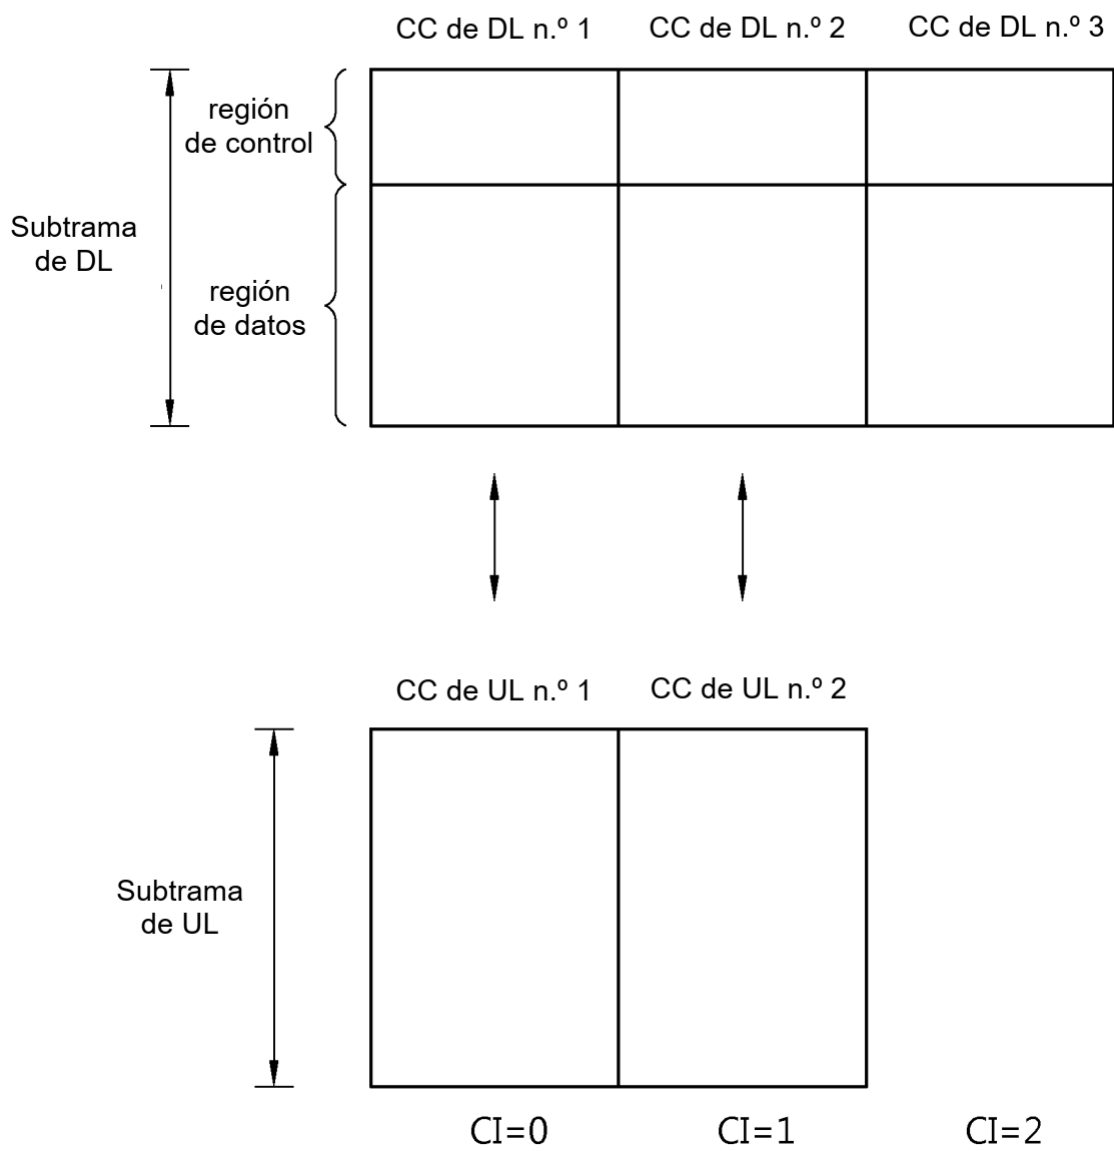 CC de DL n.º 1 CC de DL n.º 2 CC de DL n.º 3
región
de control
Subtrama
de DL
región
de datos
CC de UL n.º 1 CC de UL n.º 2
Subtrama
de UL
CI=0 CI=1 CI=2